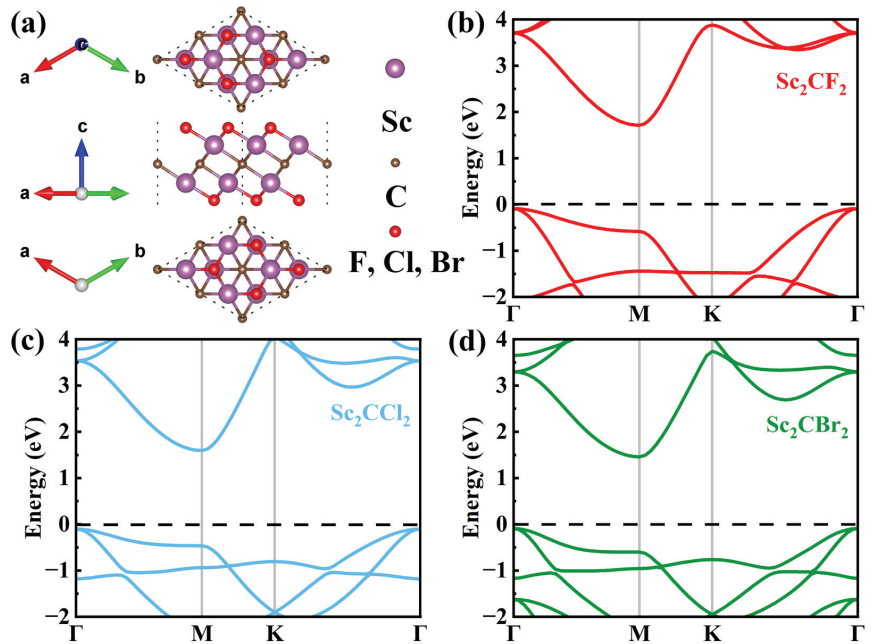 (a)
c
a
b
c
a
a
b
Sc
C
F, Cl, Br
(b)
Energy (eV)
4
3
2
1
0
−1
−2
Γ
M
K
Γ
Sc₂CF₂
(c)
Energy (eV)
4
3
2
1
0
−1
−2
Γ
M
K
Γ
Sc₂CCl₂
(d)
Energy (eV)
4
3
2
1
0
−1
−2
Γ
M
K
Γ
Sc₂CBr₂